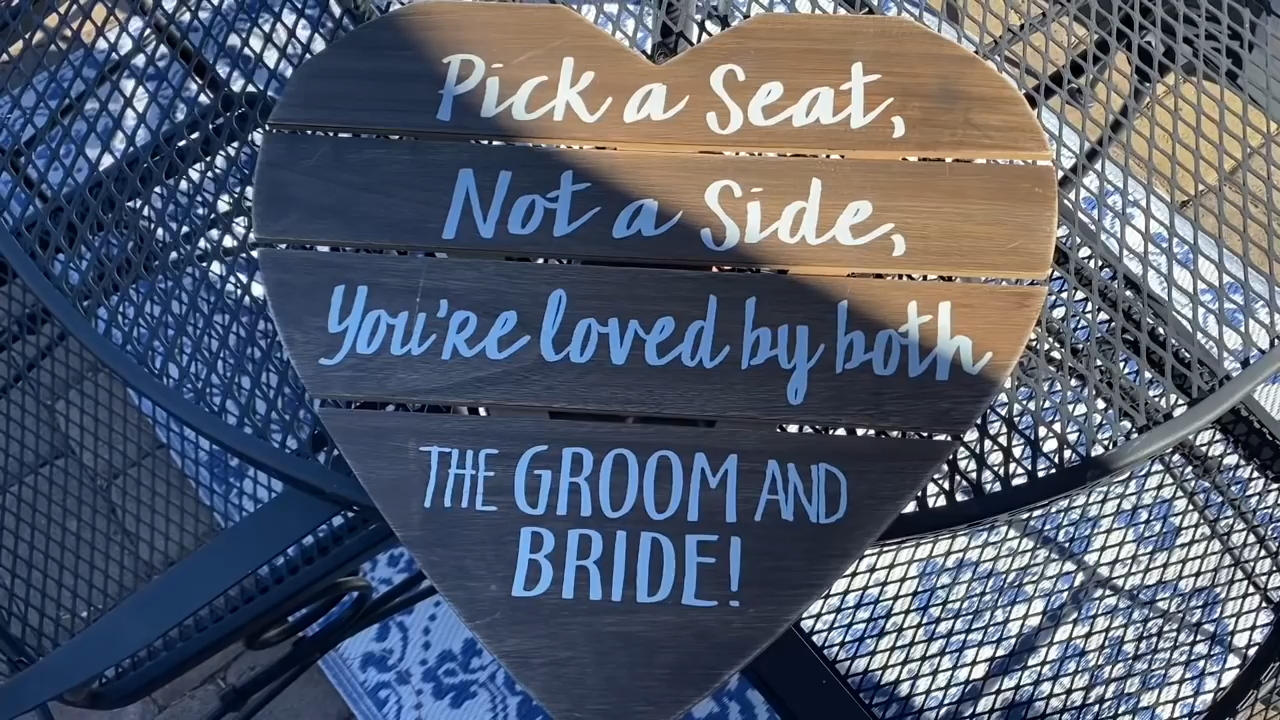 Pick a Seat,
Not a Side,
You're loved by both
THE GROOM AND
BRIDE!